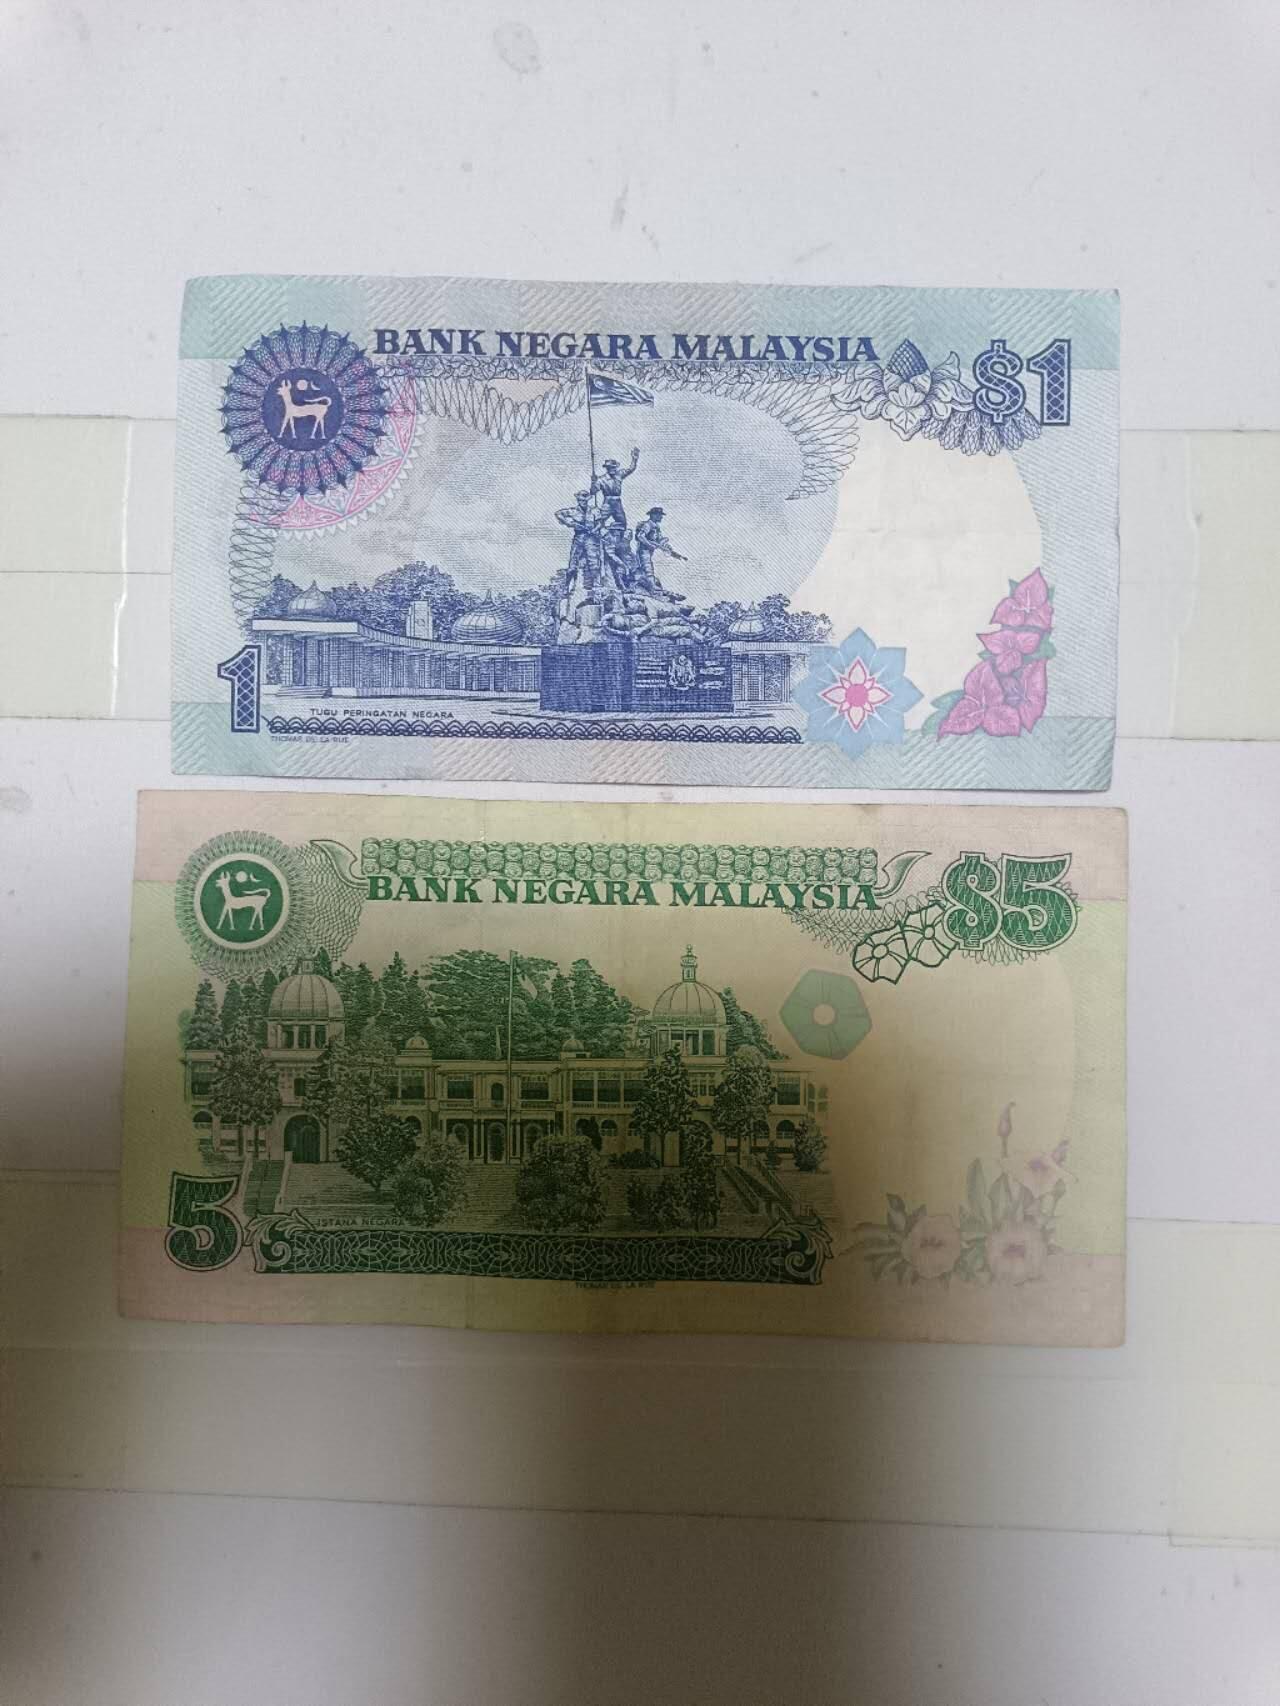 BANK NEGARA MALAYSIA
$1
1
TUGU PERINGATAN NEGARA
THOMAS DE LA RUE
BANK NEGARA MALAYSIA
$5
5
ISTANA NEGARA
THOMAS DE LA RUE